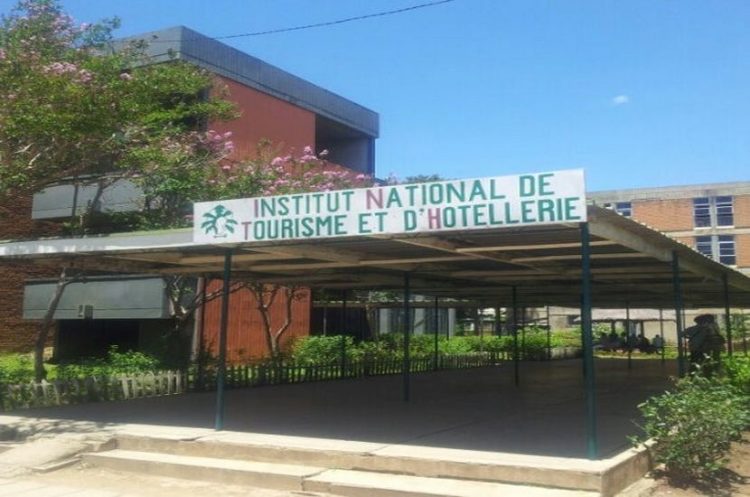 INSTITUT NATIONAL DE
TOURISME ET D'HOTELLERIE